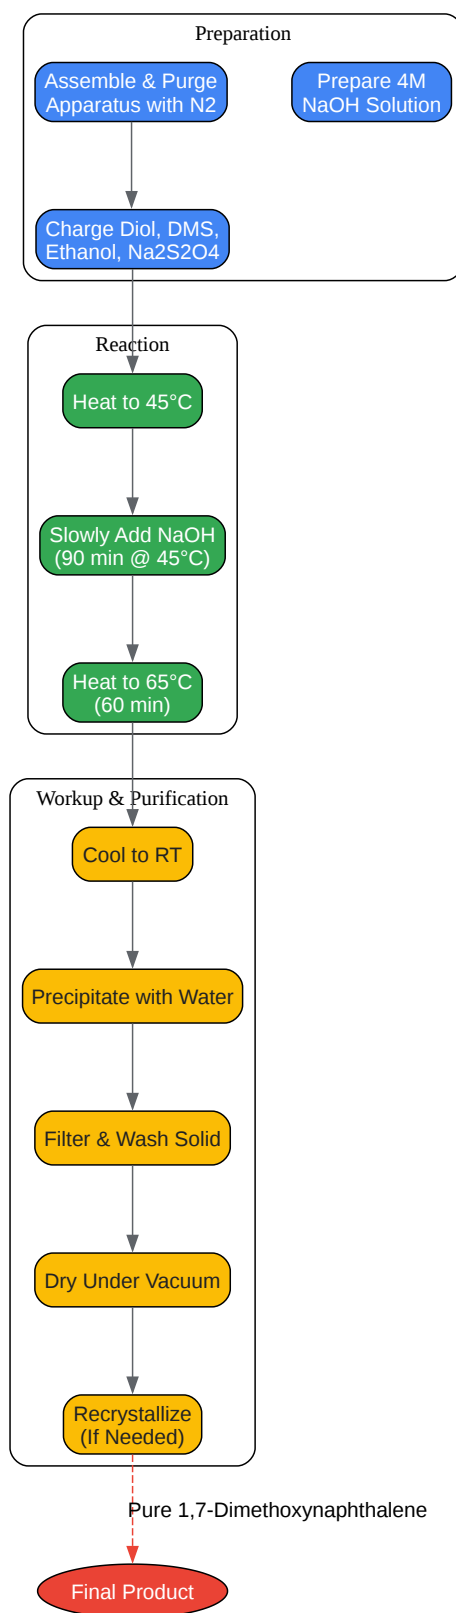 Preparation
Assemble & Purge
Apparatus with N2
Prepare 4M
NaOH Solution
Charge Diol, DMS,
Ethanol, Na2S2O4
Reaction
Heat to 45°C
Slowly Add NaOH
(90 min @ 45°C)
Heat to 65°C
(60 min)
Workup & Purification
Cool to RT
Precipitate with Water
Filter & Wash Solid
Dry Under Vacuum
Recrystallize
(If Needed)
Pure 1,7-Dimethoxynaphthalene
Final Product